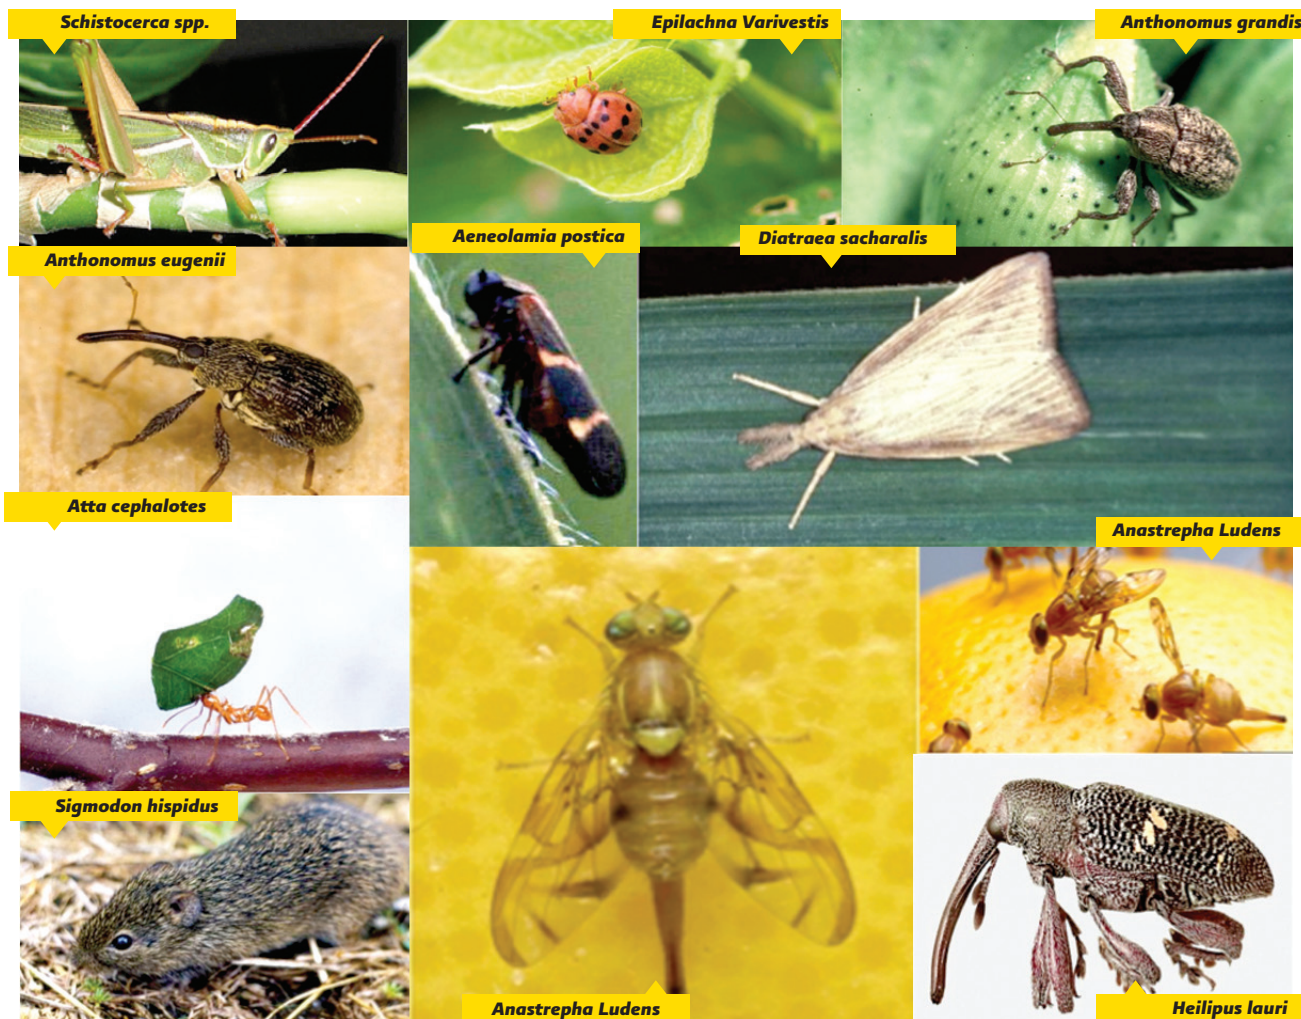 Schistocerca spp.
Epilachna Varivestis
Anthonomus grandis
Anthonomus eugenii
Aeneolamia postica
Diatraea sacharalis
Atta cephalotes
Anastrepha Ludens
Sigmodon hispidus
Anastrepha Ludens
Heilipus lauri